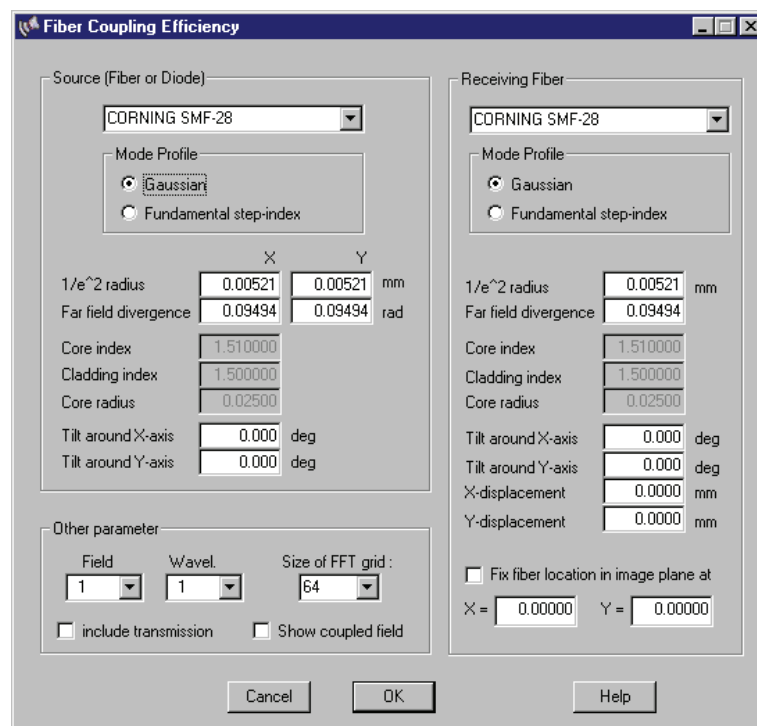 Fiber Coupling Efficiency
Source (Fiber or Diode)
CORNING SMF-28
Mode Profile
Gaussian
Fundamental step-index
X Y
1/e^2 radius 0.00521 0.00521 mm
Far field divergence 0.09494 0.09494 rad
Core index 1.510000
Cladding index 1.500000
Core radius 0.02500
Tilt around X-axis 0.000 deg
Tilt around Y-axis 0.000 deg
Other parameter
Field Wavel. Size of FFT grid :
1 1 64
include transmission Show coupled field
Receiving Fiber
CORNING SMF-28
Mode Profile
Gaussian
Fundamental step-index
1/e^2 radius 0.00521 mm
Far field divergence 0.09494
Core index 1.510000
Cladding index 1.500000
Core radius 0.02500
Tilt around X-axis 0.000 deg
Tilt around Y-axis 0.000 deg
X-displacement 0.0000 mm
Y-displacement 0.0000 mm
Fix fiber location in image plane at
X = 0.00000 Y = 0.00000
Cancel OK Help